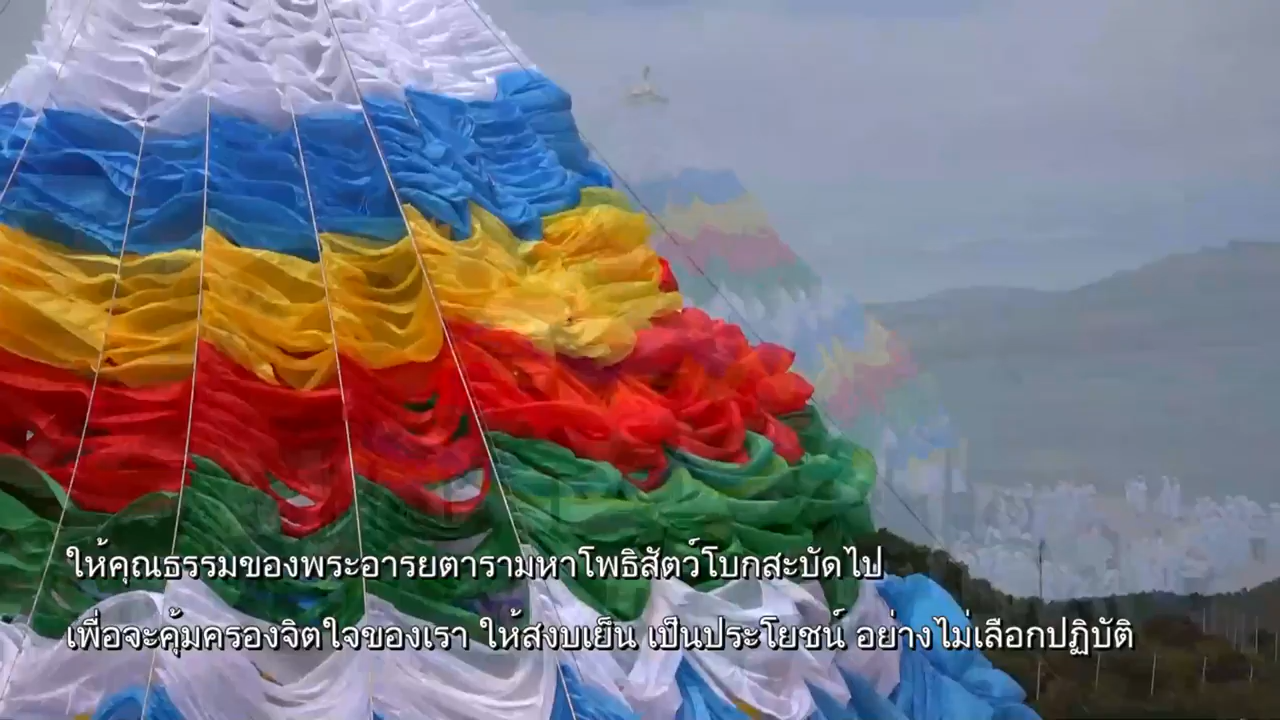 ให้คุณธรรมของพระอารยตารามหาโพธิสัตว์โบกสะบัดไป
เพื่อจะคุ้มครองจิตใจของเรา ให้สงบเย็น เป็นประโยชน์ อย่างไม่เลือกปฏิบัติ